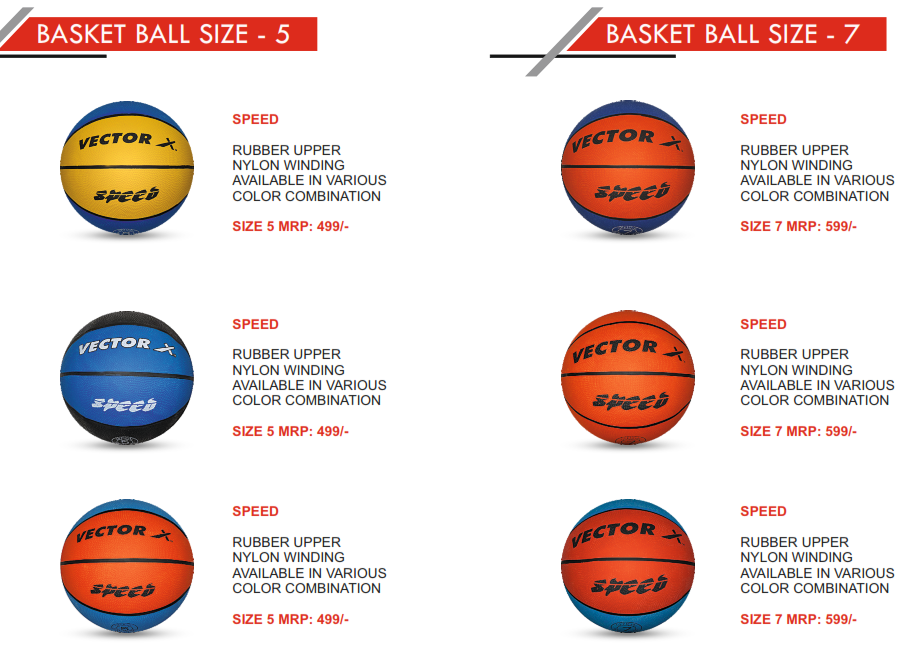 BASKET BALL SIZE - 5
VECTOR X
SPEED
SPEED
RUBBER UPPER
NYLON WINDING
AVAILABLE IN VARIOUS
COLOR COMBINATION
SIZE 5 MRP: 499/-
VECTOR X
SPEED
SPEED
RUBBER UPPER
NYLON WINDING
AVAILABLE IN VARIOUS
COLOR COMBINATION
SIZE 5 MRP: 499/-
VECTOR X
SPEED
SPEED
RUBBER UPPER
NYLON WINDING
AVAILABLE IN VARIOUS
COLOR COMBINATION
SIZE 5 MRP: 499/-
BASKET BALL SIZE - 7
VECTOR X
SPEED
SPEED
RUBBER UPPER
NYLON WINDING
AVAILABLE IN VARIOUS
COLOR COMBINATION
SIZE 7 MRP: 599/-
VECTOR X
SPEED
SPEED
RUBBER UPPER
NYLON WINDING
AVAILABLE IN VARIOUS
COLOR COMBINATION
SIZE 7 MRP: 599/-
VECTOR X
SPEED
SPEED
RUBBER UPPER
NYLON WINDING
AVAILABLE IN VARIOUS
COLOR COMBINATION
SIZE 7 MRP: 599/-